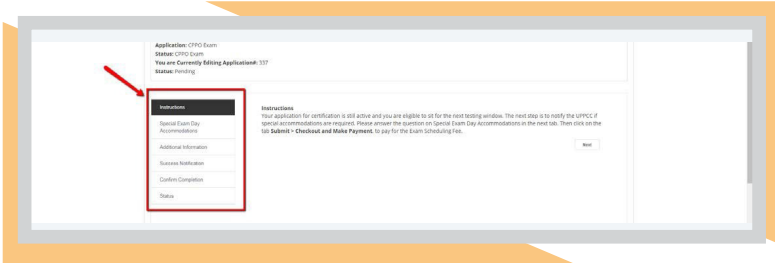 Application: CPPO Exam
Status: CPPO Exam
You are Currently Editing Application#: 337
Status: Pending
Instructions
Special Exam Day
Accommodations
Additional Information
Success Notification
Confirm Completion
Status
Instructions
Your application for certification is still active and you are eligible to sit for the next testing window. The next step is to notify the UPPCC if
special accommodations are required. Please answer the question on Special Exam Day Accommodations in the next tab. Then click on the
tab Submit > Checkout and Make Payment, to pay for the Exam Scheduling Fee.
Next